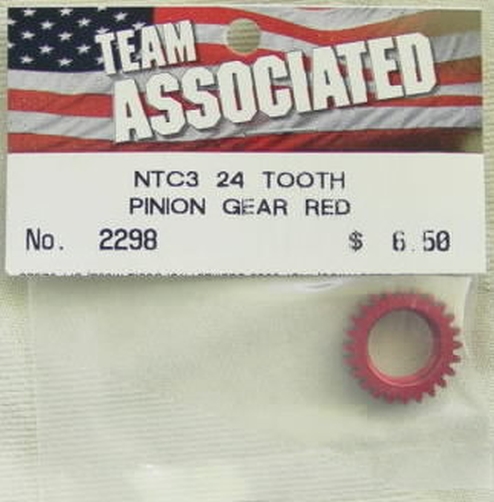 TEAM
ASSOCIATED
NTC3 24 TOOTH
PINION GEAR RED
No. 2298 $ 6.50